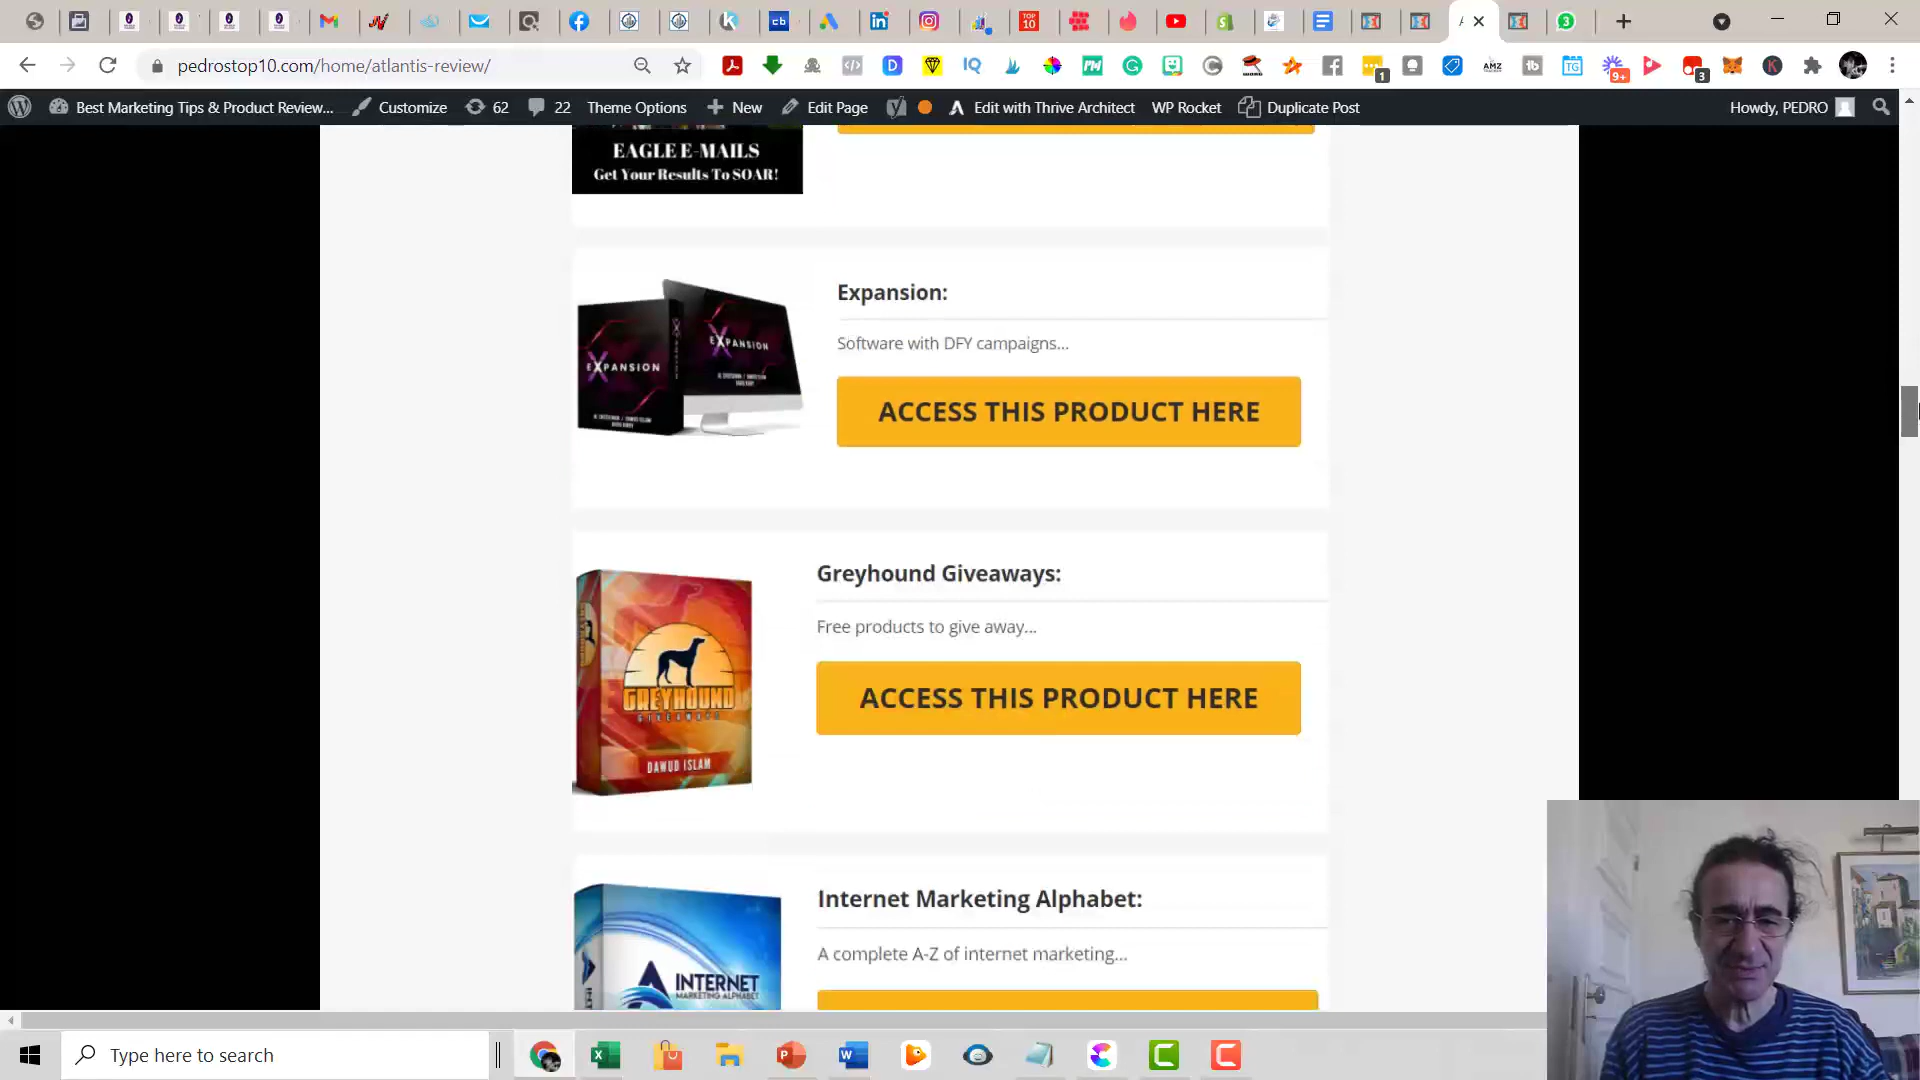 pedrostop10.com/home/atlantis-review/
Best Marketing Tips & Product Review...
Customize
62
22
Theme Options
New
Edit Page
Edit with Thrive Architect
WP Rocket
Duplicate Post
Howdy, PEDRO
EAGLE E-MAILS
Get Your Results To SOAR!
Expansion:
Software with DFY campaigns...
ACCESS THIS PRODUCT HERE
EXPANSION
EXPANSION
Greyhound Giveaways:
Free products to give away...
ACCESS THIS PRODUCT HERE
GREYHOUND
GIVEAWAYS
DAWUD ISLAM
Internet Marketing Alphabet:
A complete A-Z of internet marketing...
INTERNET
MARKETING ALPHABET
Type here to search